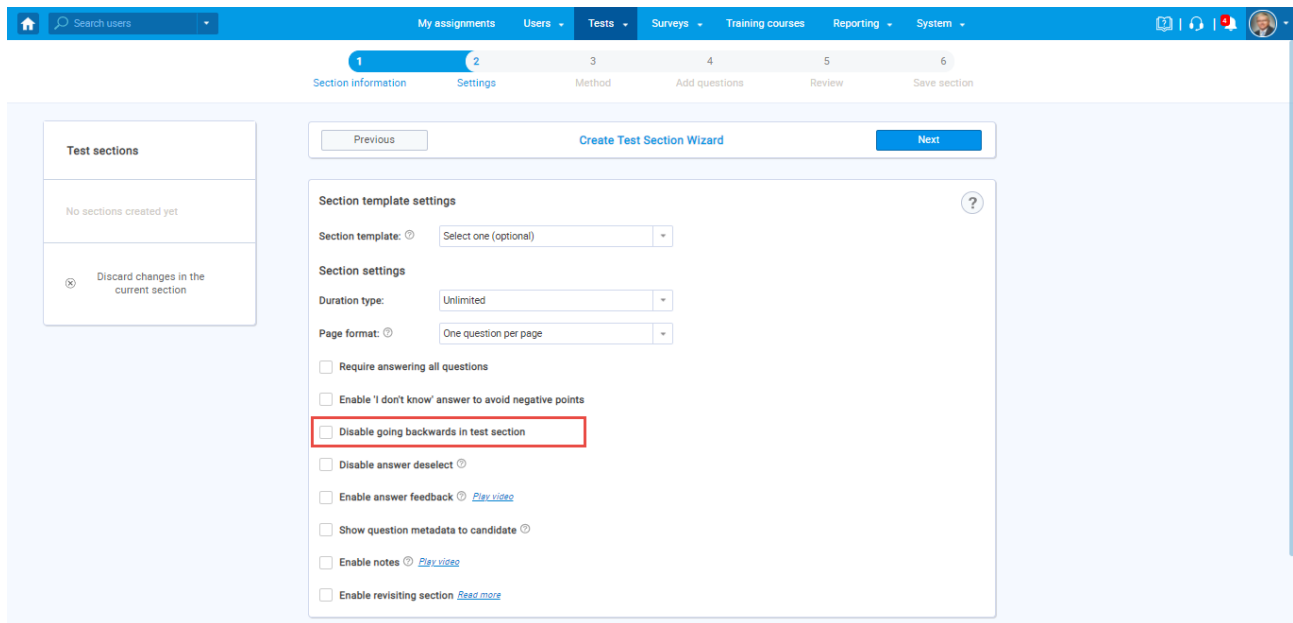 Search users
My assignments Users Tests Surveys Training courses Reporting System
4
1 2 3 4 5 6
Section information Settings Method Add questions Review Save section
Test sections
No sections created yet
Discard changes in the
current section
Previous Create Test Section Wizard Next
Section template settings
?
Section template: ? Select one (optional)
Section settings
Duration type: Unlimited
Page format: ? One question per page
Require answering all questions
Enable 'I don't know' answer to avoid negative points
Disable going backwards in test section
Disable answer deselect ?
Enable answer feedback ? Play video
Show question metadata to candidate ?
Enable notes ? Play video
Enable revisiting section Read more